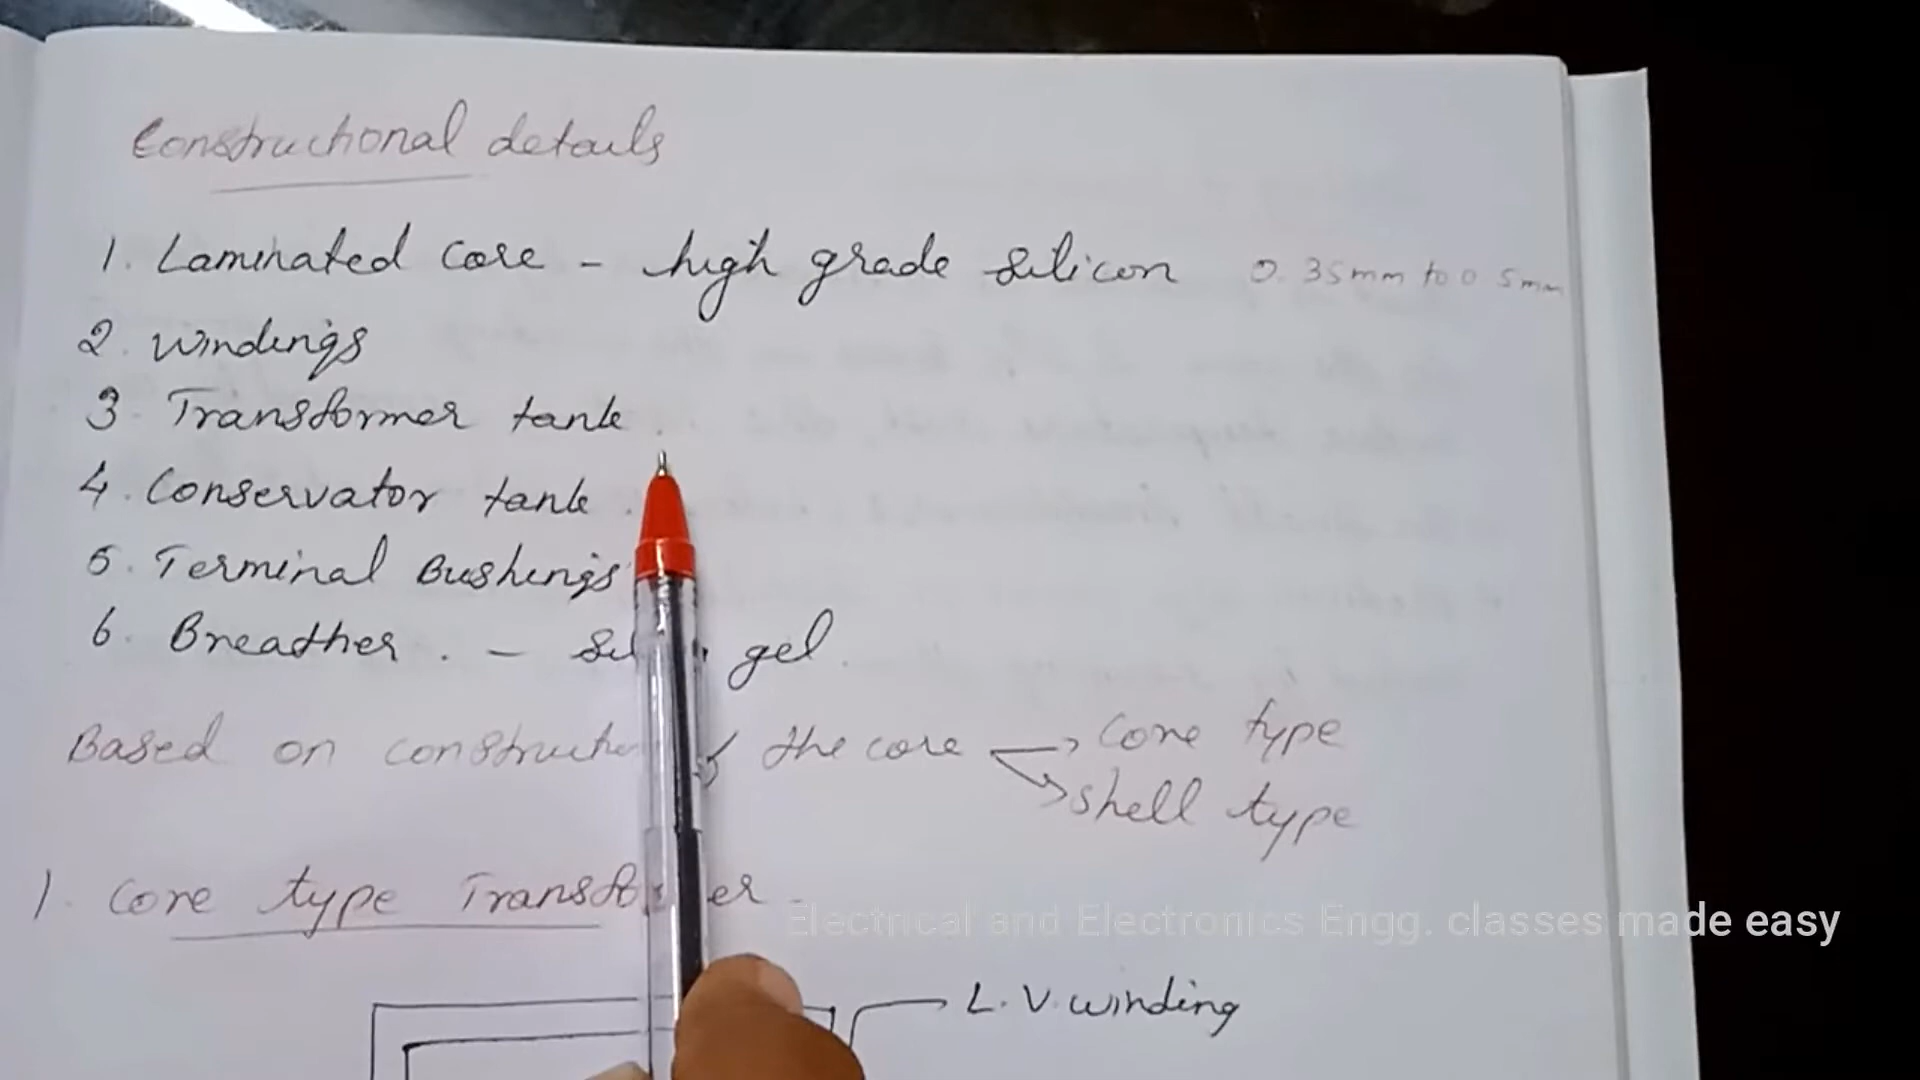 Constructional details
1. Laminated core - high grade silicon 0.35mm to 0.5mm
2. Windings
3. Transformer tank.
4. Conservator tank.
5. Terminal Bushings
6. Breather. - gel.
Based on the core → core type
→ shell type
1. Core type
Electrical and Electronics Engg. classes made easy
L.V. winding